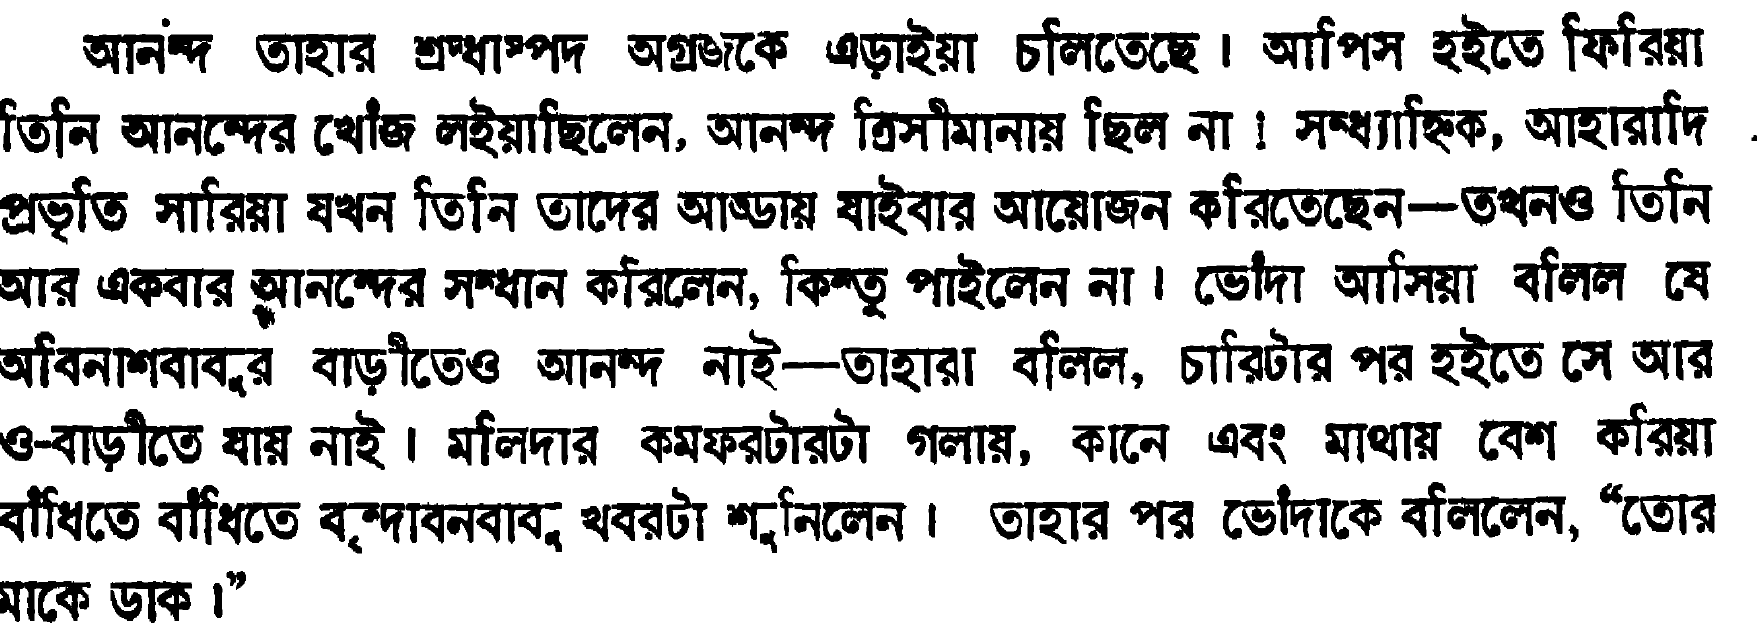 আনন্দ তাহার শ্রদ্ধাস্পদ অগ্রজকে এড়াইয়া চলিতেছে। আপিস হইতে ফিরিয়া
তিনি আনন্দের খোঁজ লইয়াছিলেন, আনন্দ ত্রিসীমানায় ছিল না! সন্ধ্যাহ্নিক, আহারাদি
প্রভৃতি সারিয়া যখন তিনি তাদের আড্ডায় যাইবার আয়োজন করিতেছেন—তখনও তিনি
আর একবার আনন্দের সন্ধান করিলেন, কিন্তু পাইলেন না। ভোঁদা আসিয়া বলিল যে
অবিনাশবাবুর বাড়ীতেও আনন্দ নাই—তাহারা বলিল, চারিটার পর হইতে সে আর
ও-বাড়ীতে যায় নাই। মলিদার কমফরটারটা গলায়, কানে এবং মাথায় বেশ করিয়া
বাঁধিতে বাঁধিতে বৃন্দাবনবাবু খবরটা শুনিলেন। তাহার পর ভোঁদাকে বলিলেন, “তোর
মাকে ডাক।”